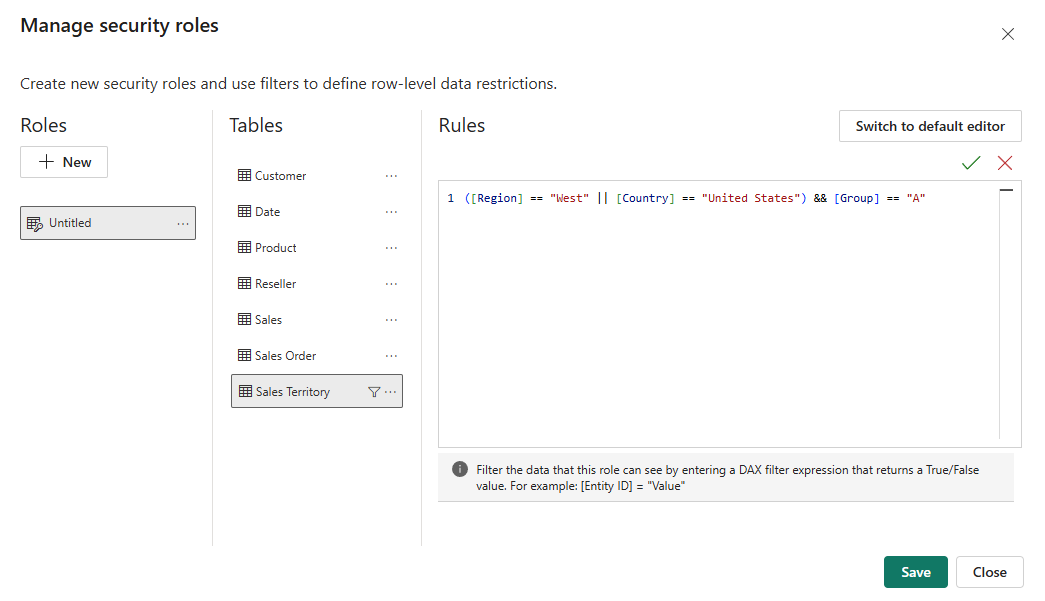 Manage security roles
Create new security roles and use filters to define row-level data restrictions.
Roles
New
Untitled
Tables
Customer
Date
Product
Reseller
Sales
Sales Order
Sales Territory
Rules
Switch to default editor
1 ([Region] == "West" || [Country] == "United States") && [Group] == "A"
Filter the data that this role can see by entering a DAX filter expression that returns a True/False
value. For example: [Entity ID] = "Value"
Save
Close